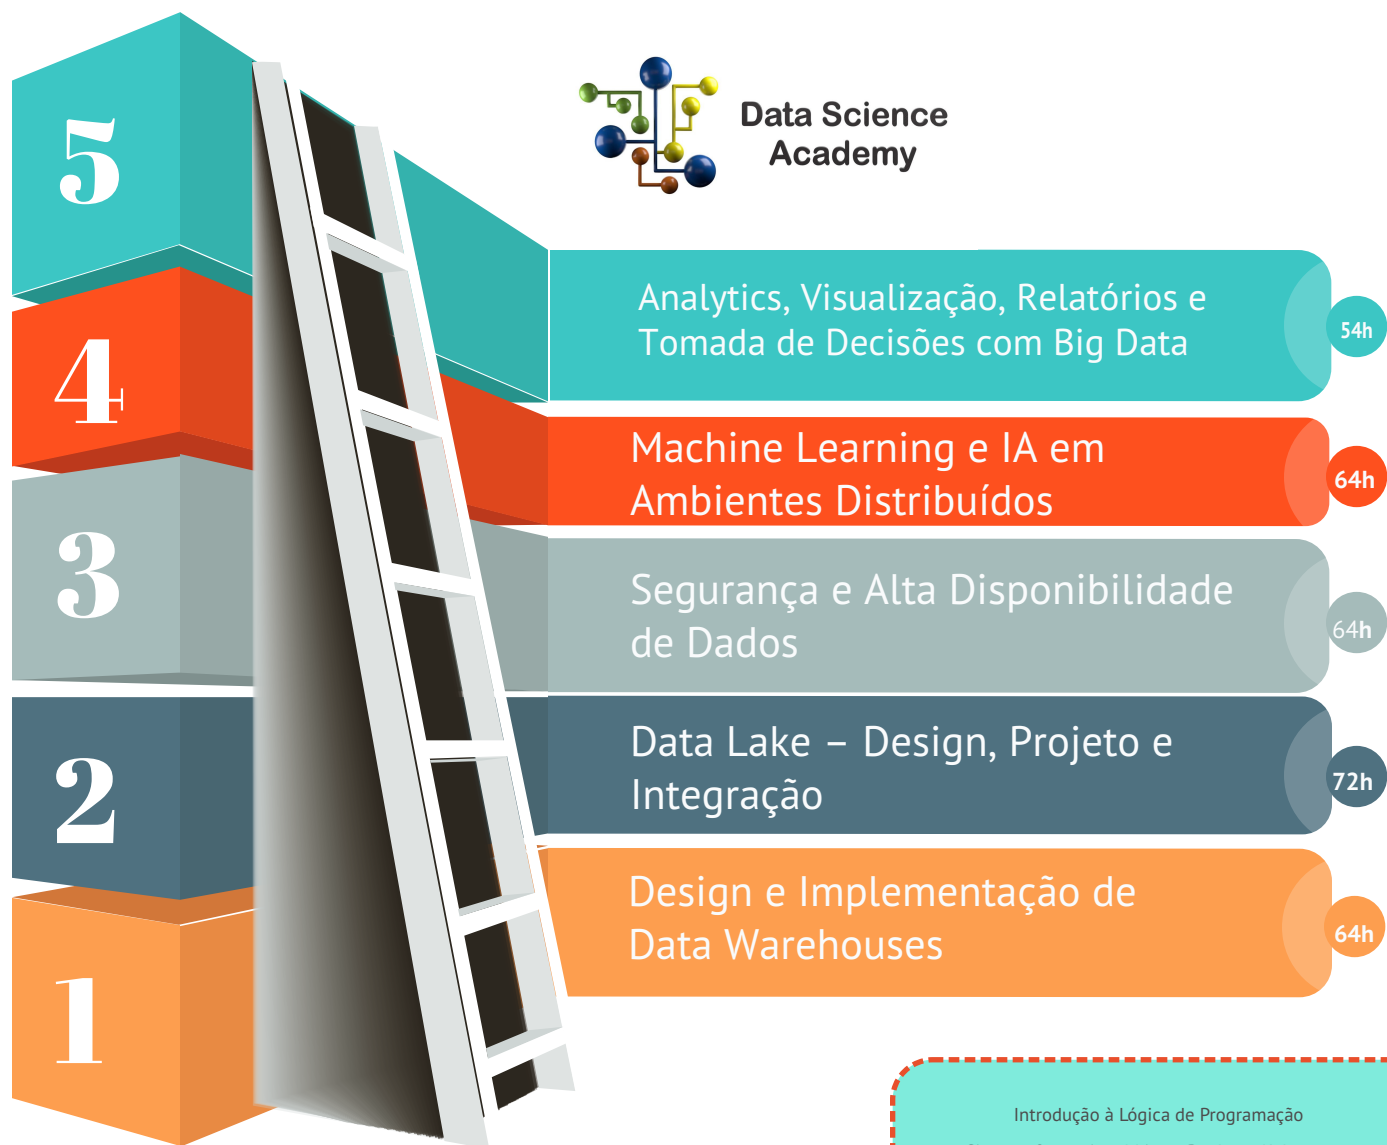 5
Data Science
Academy
Analytics, Visualização, Relatórios e
Tomada de Decisões com Big Data
54h
4
Machine Learning e IA em
Ambientes Distribuídos
64h
3
Segurança e Alta Disponibilidade
de Dados
64h
2
Data Lake – Design, Projeto e
Integração
72h
1
Design e Implementação de
Data Warehouses
64h
Introdução à Lógica de Programação